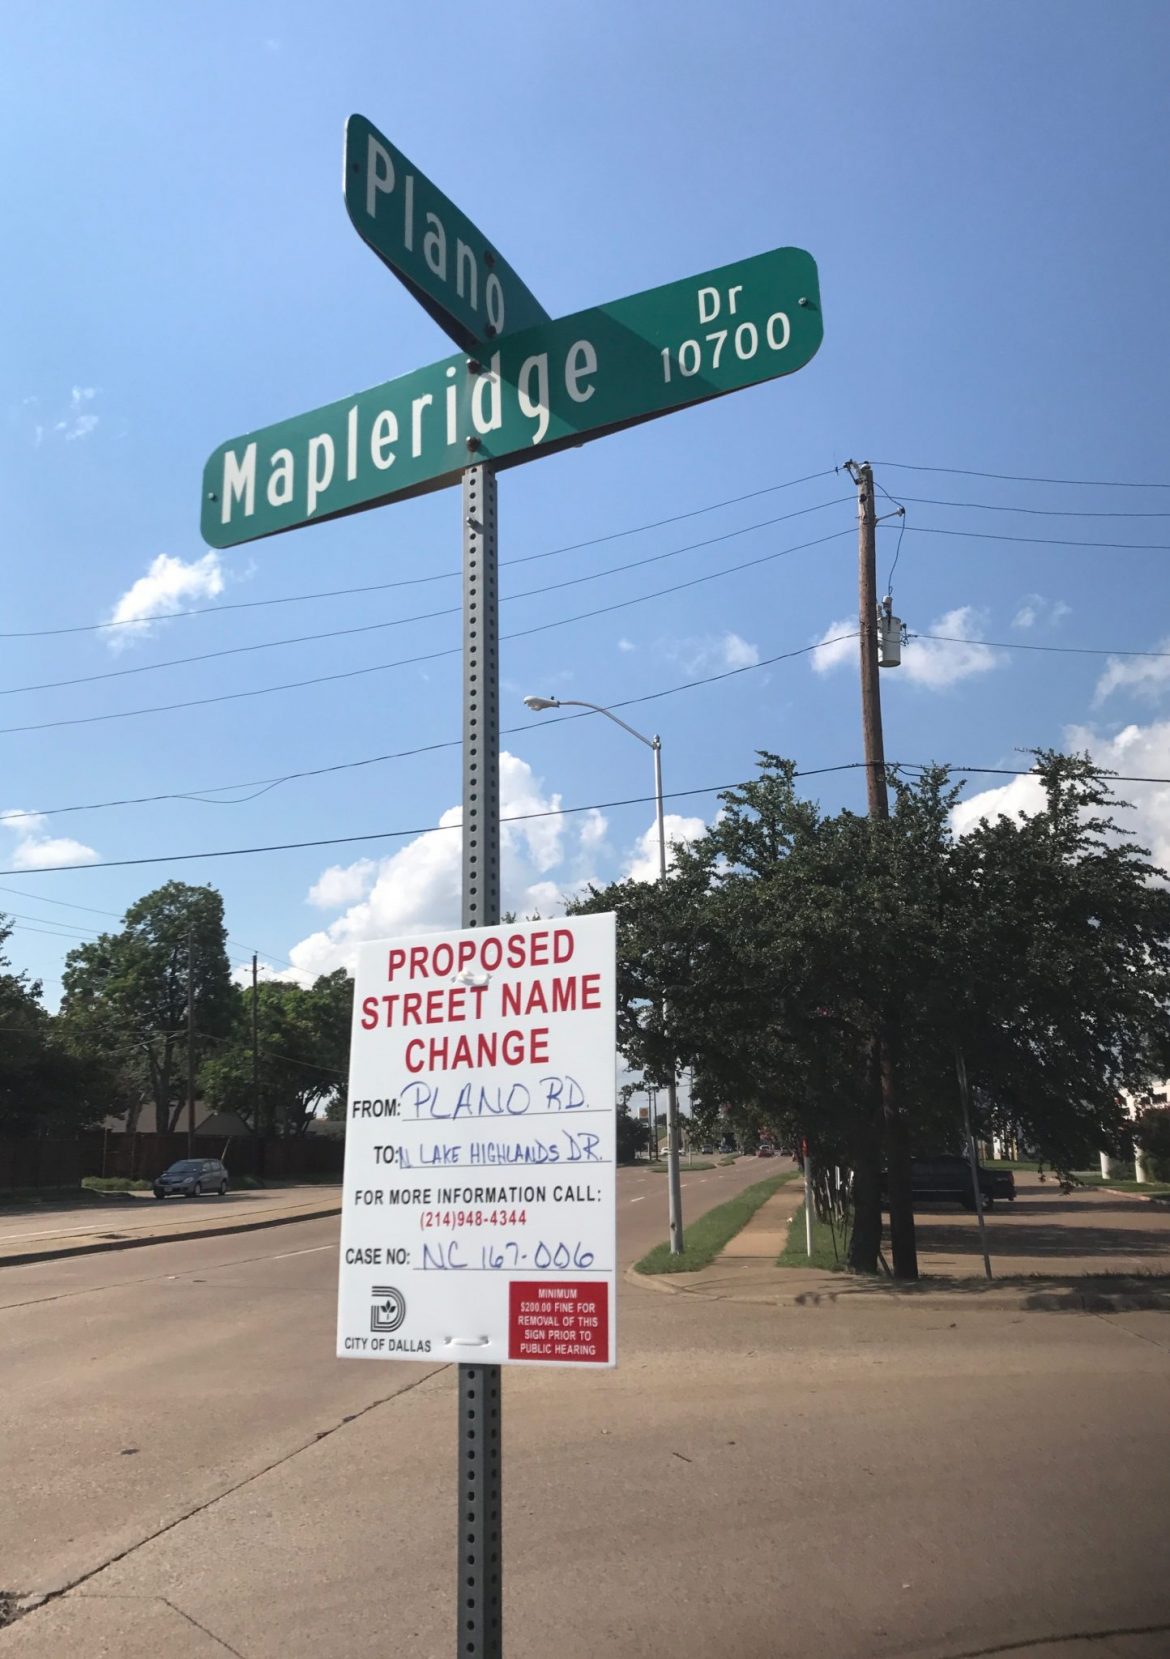 Plano
Mapleridge Dr
10700
PROPOSED
STREET NAME
CHANGE
FROM: PLANO RD.
TO: N LAKE HIGHLANDS DR.
FOR MORE INFORMATION CALL:
(214)948-4344
CASE NO: NC 167-006
CITY OF DALLAS
MINIMUM
$200.00 FINE FOR
REMOVAL OF THIS
SIGN PRIOR TO
PUBLIC HEARING